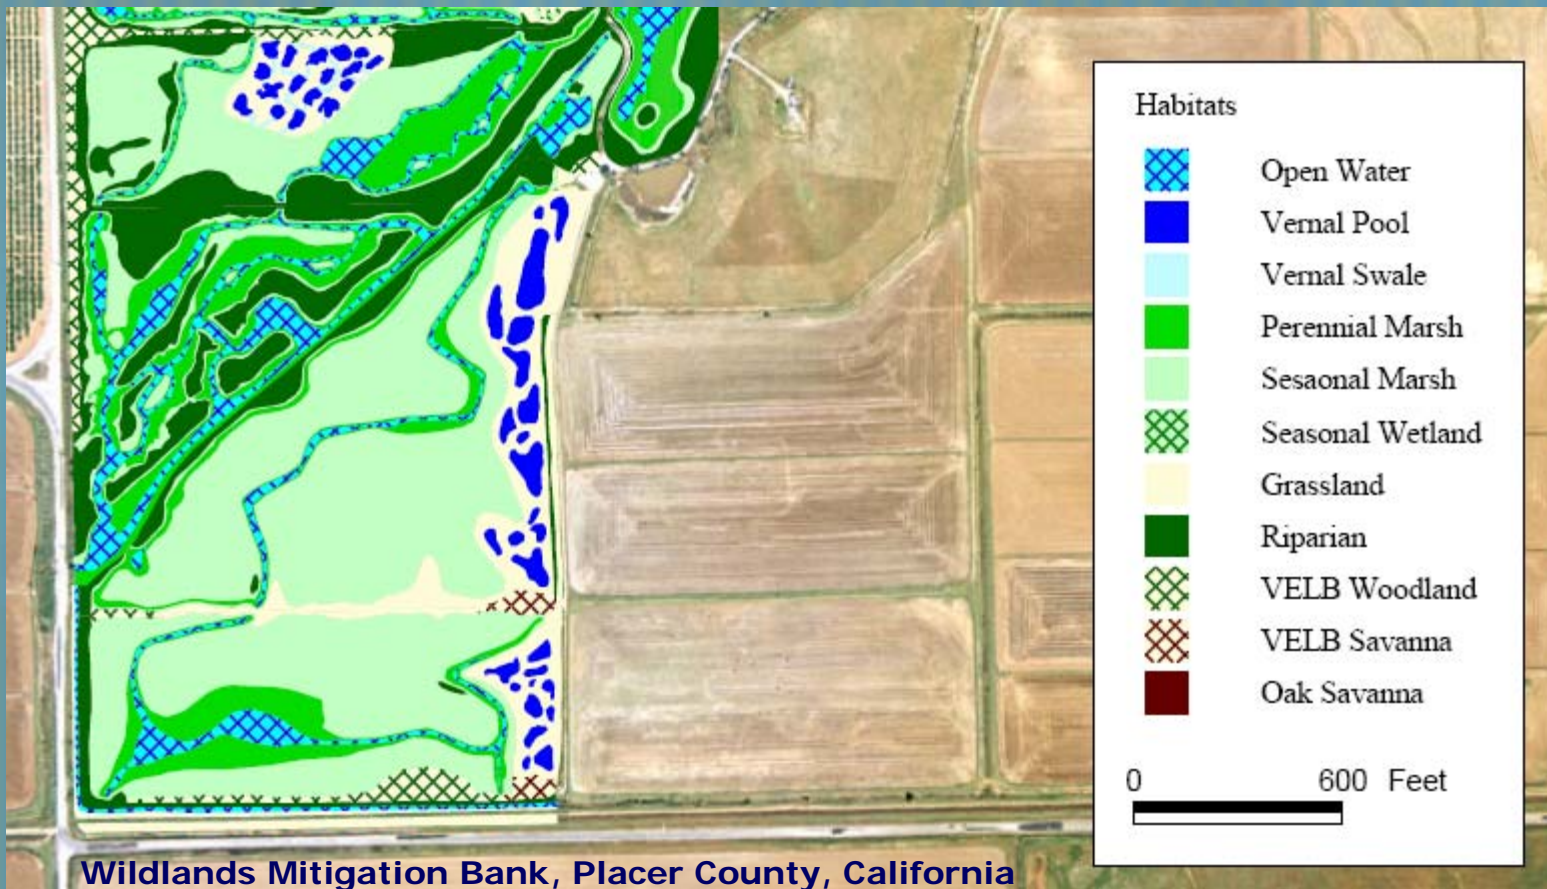 Habitats
Open Water
Vernal Pool
Vernal Swale
Perennial Marsh
Sesaonal Marsh
Seasonal Wetland
Grassland
Riparian
VELB Woodland
VELB Savanna
Oak Savanna
0 600 Feet
Wildlands Mitigation Bank, Placer County, California